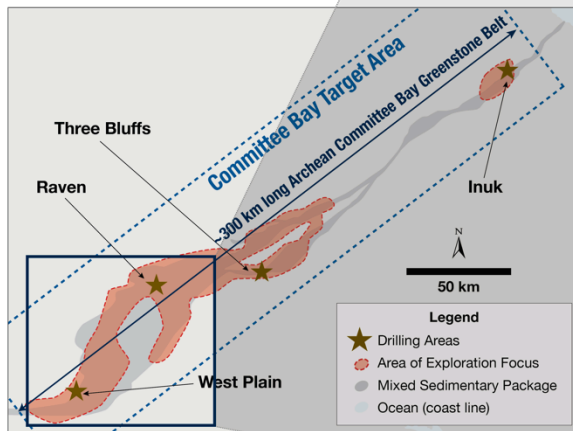 Committee Bay Target Area
~300 km long Archean Committee Bay Greenstone Belt
Three Bluffs
Raven
Inuk
West Plain
N
50 km
Legend
Drilling Areas
Area of Exploration Focus
Mixed Sedimentary Package
Ocean (coast line)